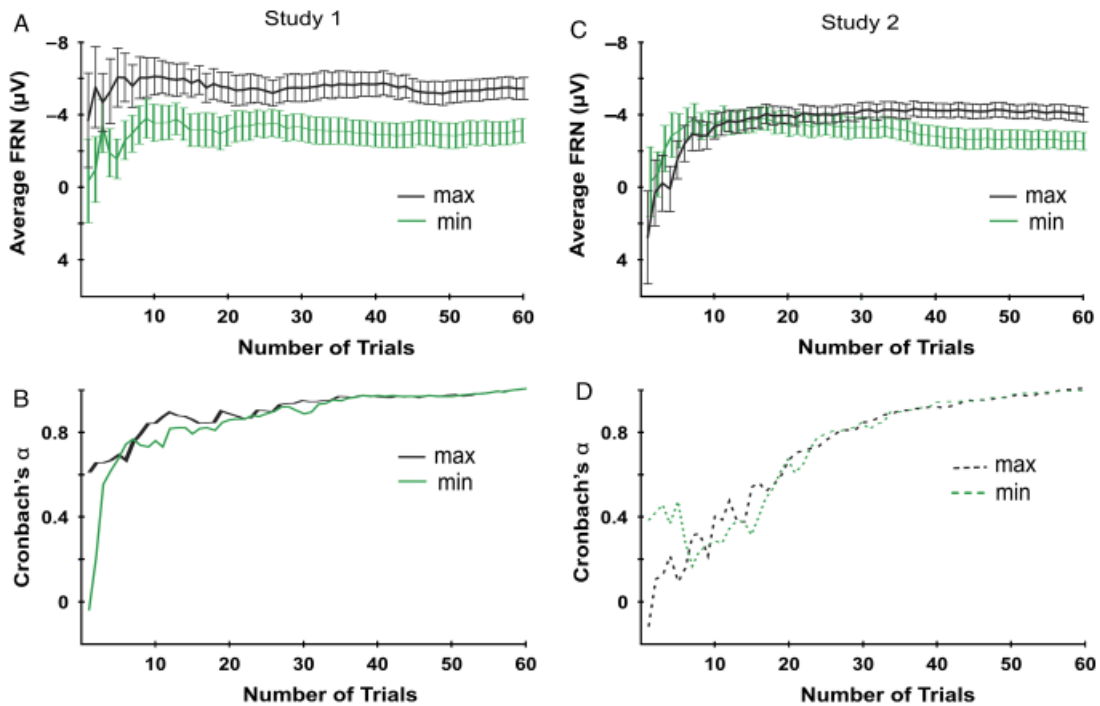 A
Study 1
–8
–4
0
4
Average FRN (µV)
max
min
10 20 30 40 50 60
Number of Trials
C
Study 2
–8
–4
0
4
Average FRN (µV)
max
min
10 20 30 40 50 60
Number of Trials
B
0.8
0.4
0
Cronbach's α
max
min
10 20 30 40 50 60
Number of Trials
D
0.8
0.4
0
Cronbach's α
max
min
10 20 30 40 50 60
Number of Trials